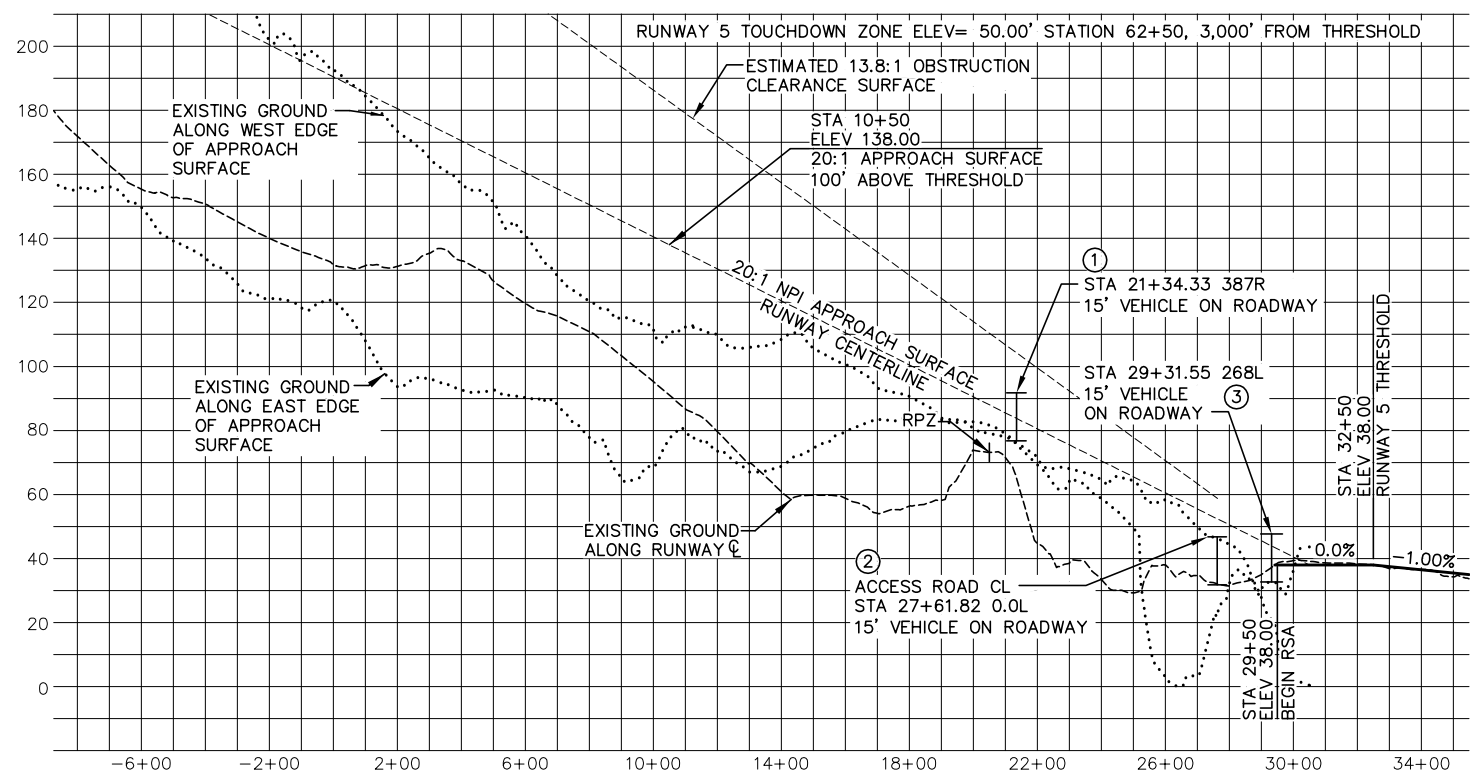 RUNWAY 5 TOUCHDOWN ZONE ELEV= 50.00' STATION 62+50, 3,000' FROM THRESHOLD
ESTIMATED 13.8:1 OBSTRUCTION
CLEARANCE SURFACE
EXISTING GROUND
ALONG WEST EDGE
OF APPROACH
SURFACE
STA 10+50
ELEV 138.00
20:1 APPROACH SURFACE
100' ABOVE THRESHOLD
20:1 NPI APPROACH SURFACE
RUNWAY CENTERLINE
1
STA 21+34.33 387R
15' VEHICLE ON ROADWAY
STA 29+31.55 268L
15' VEHICLE
ON ROADWAY
3
STA 32+50
ELEV 38.00
RUNWAY 5 THRESHOLD
EXISTING GROUND
ALONG EAST EDGE
OF APPROACH
SURFACE
RPZ
EXISTING GROUND
ALONG RUNWAY ℄
2
ACCESS ROAD CL
STA 27+61.82 0.0L
15' VEHICLE ON ROADWAY
0.0%
-1.00%
STA 29+50
ELEV 38.00
BEGIN RSA
200
180
160
140
120
100
80
60
40
20
0
-6+00
-2+00
2+00
6+00
10+00
14+00
18+00
22+00
26+00
30+00
34+00